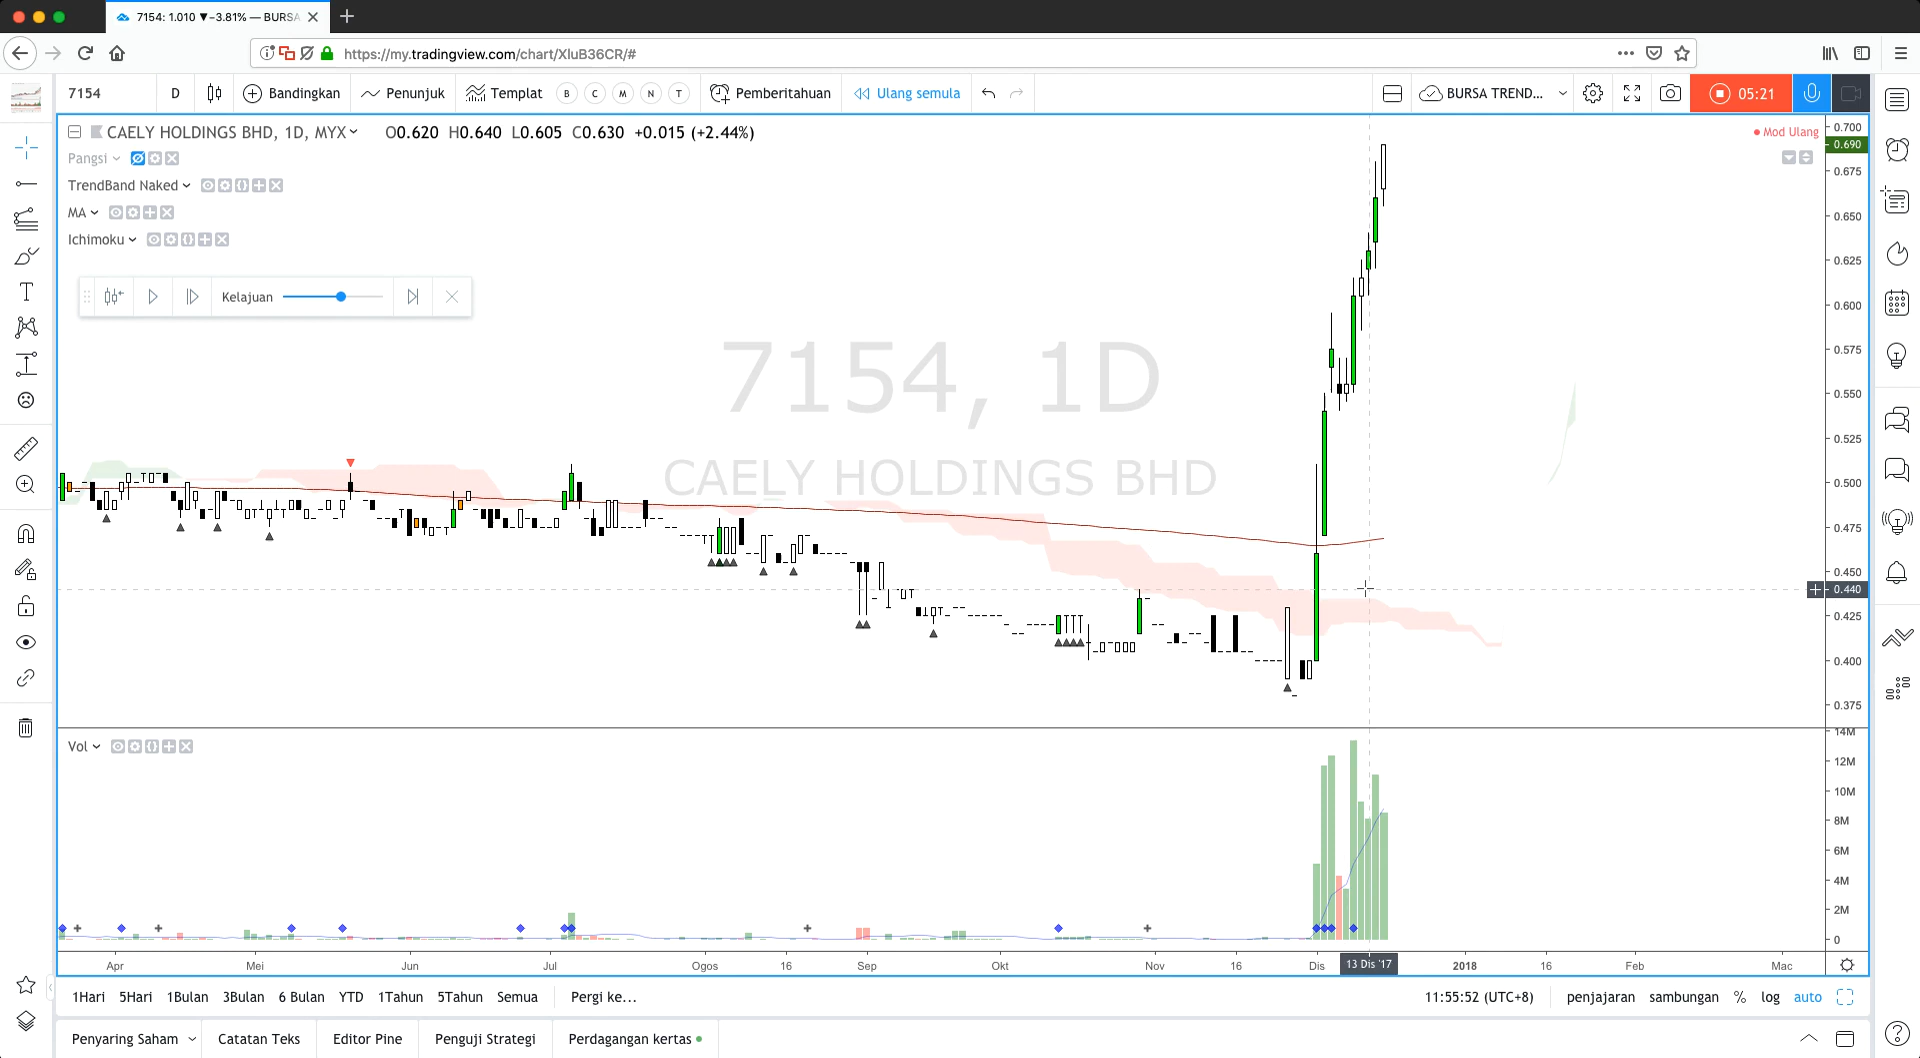 7154: 1.010 ▼−3.81% — BURSA
https://my.tradingview.com/chart/XluB36CR/#
7154 D Bandingkan Penunjuk Templat B C M N T Pemberitahuan Ulang semula BURSA TREND... 05:21
CAELY HOLDINGS BHD, 1D, MYX O0.620 H0.640 L0.605 C0.630 +0.015 (+2.44%)
Mod Ulang
Pangsi
TrendBand Naked
MA
Ichimoku
Kelajuan
7154, 1D
CAELY HOLDINGS BHD
0.700
0.690
0.675
0.650
0.625
0.600
0.575
0.550
0.525
0.500
0.475
0.450
0.440
0.425
0.400
0.375
Vol
14M
12M
10M
8M
6M
4M
2M
0
Apr Mei Jun Jul Ogos 16 Sep Okt Nov 16 Dis 13 Dis '17 2018 16 Feb Mac
1Hari 5Hari 1Bulan 3Bulan 6 Bulan YTD 1Tahun 5Tahun Semua Pergi ke... 11:55:52 (UTC+8) penjajaran sambungan % log auto
Penyaring Saham Catatan Teks Editor Pine Penguji Strategi Perdagangan kertas